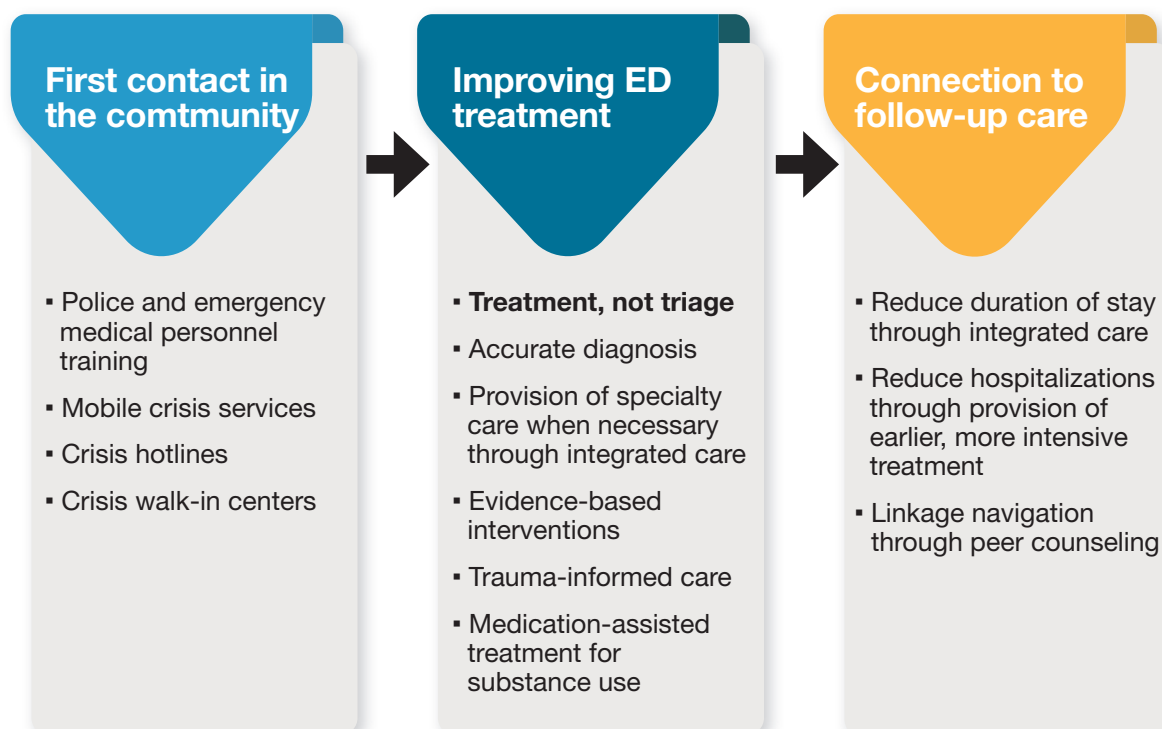 First contact in
the comtmunity
▪ Police and emergency
medical personnel
training
▪ Mobile crisis services
▪ Crisis hotlines
▪ Crisis walk-in centers
Improving ED
treatment
▪ Treatment, not triage
▪ Accurate diagnosis
▪ Provision of specialty
care when necessary
through integrated care
▪ Evidence-based
interventions
▪ Trauma-informed care
▪ Medication-assisted
treatment for
substance use
Connection to
follow-up care
▪ Reduce duration of stay
through integrated care
▪ Reduce hospitalizations
through provision of
earlier, more intensive
treatment
▪ Linkage navigation
through peer counseling